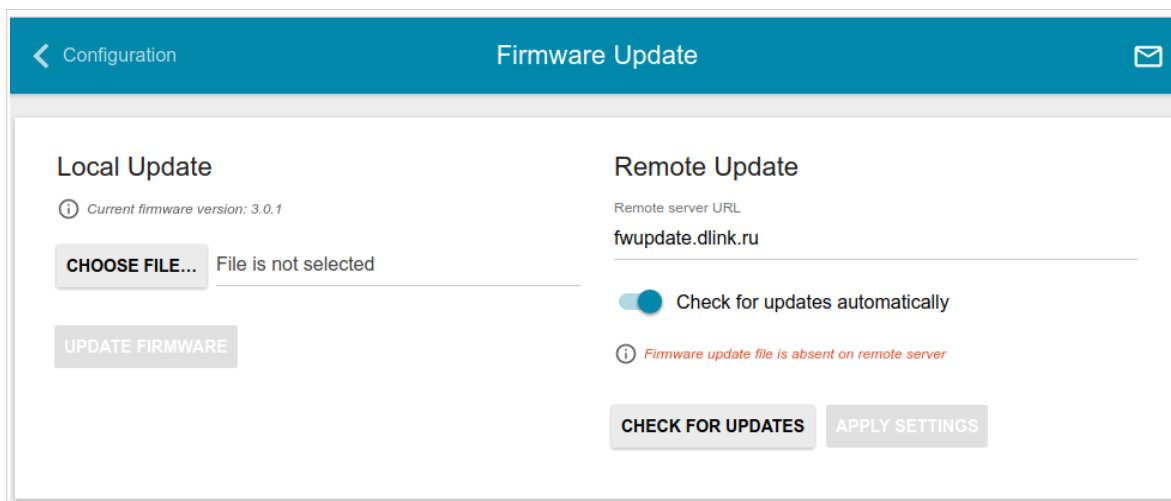 Configuration
Firmware Update
Local Update
Current firmware version: 3.0.1
CHOOSE FILE...
File is not selected
UPDATE FIRMWARE
Remote Update
Remote server URL
fwupdate.dlink.ru
Check for updates automatically
Firmware update file is absent on remote server
CHECK FOR UPDATES
APPLY SETTINGS